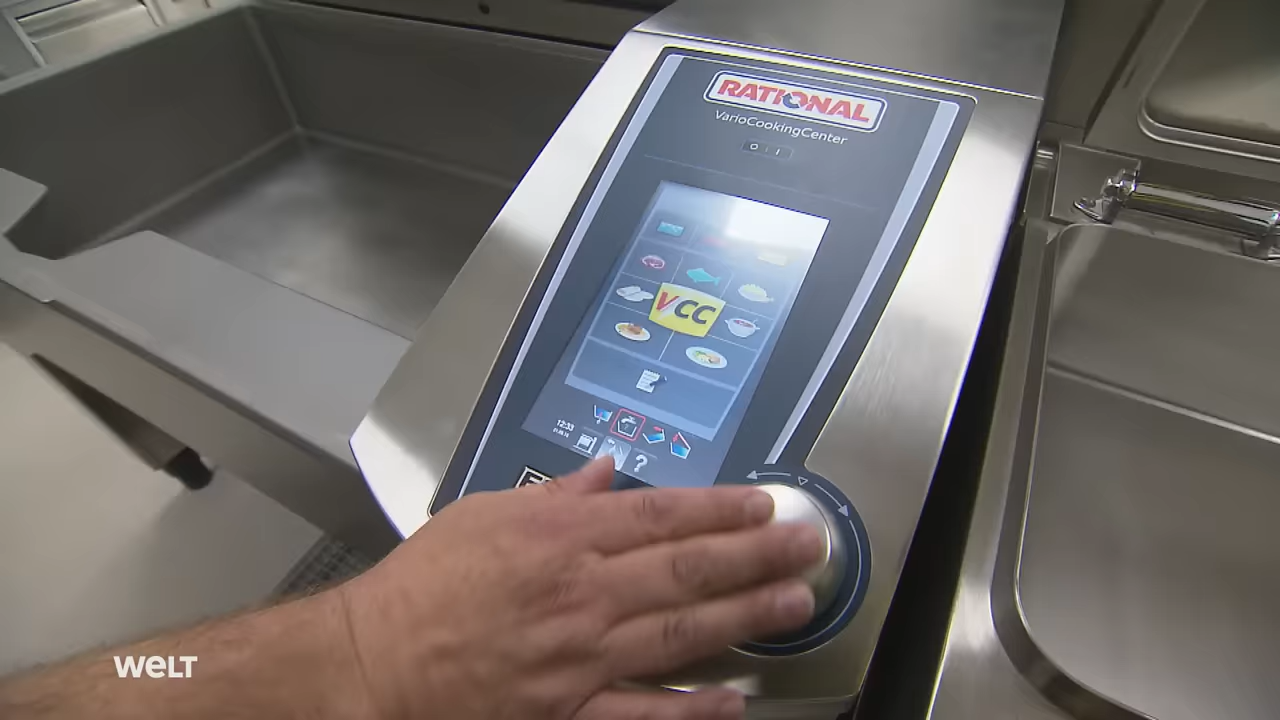 RATIONAL
VarioCookingCenter
O I
VCC
12:33
?
WELT